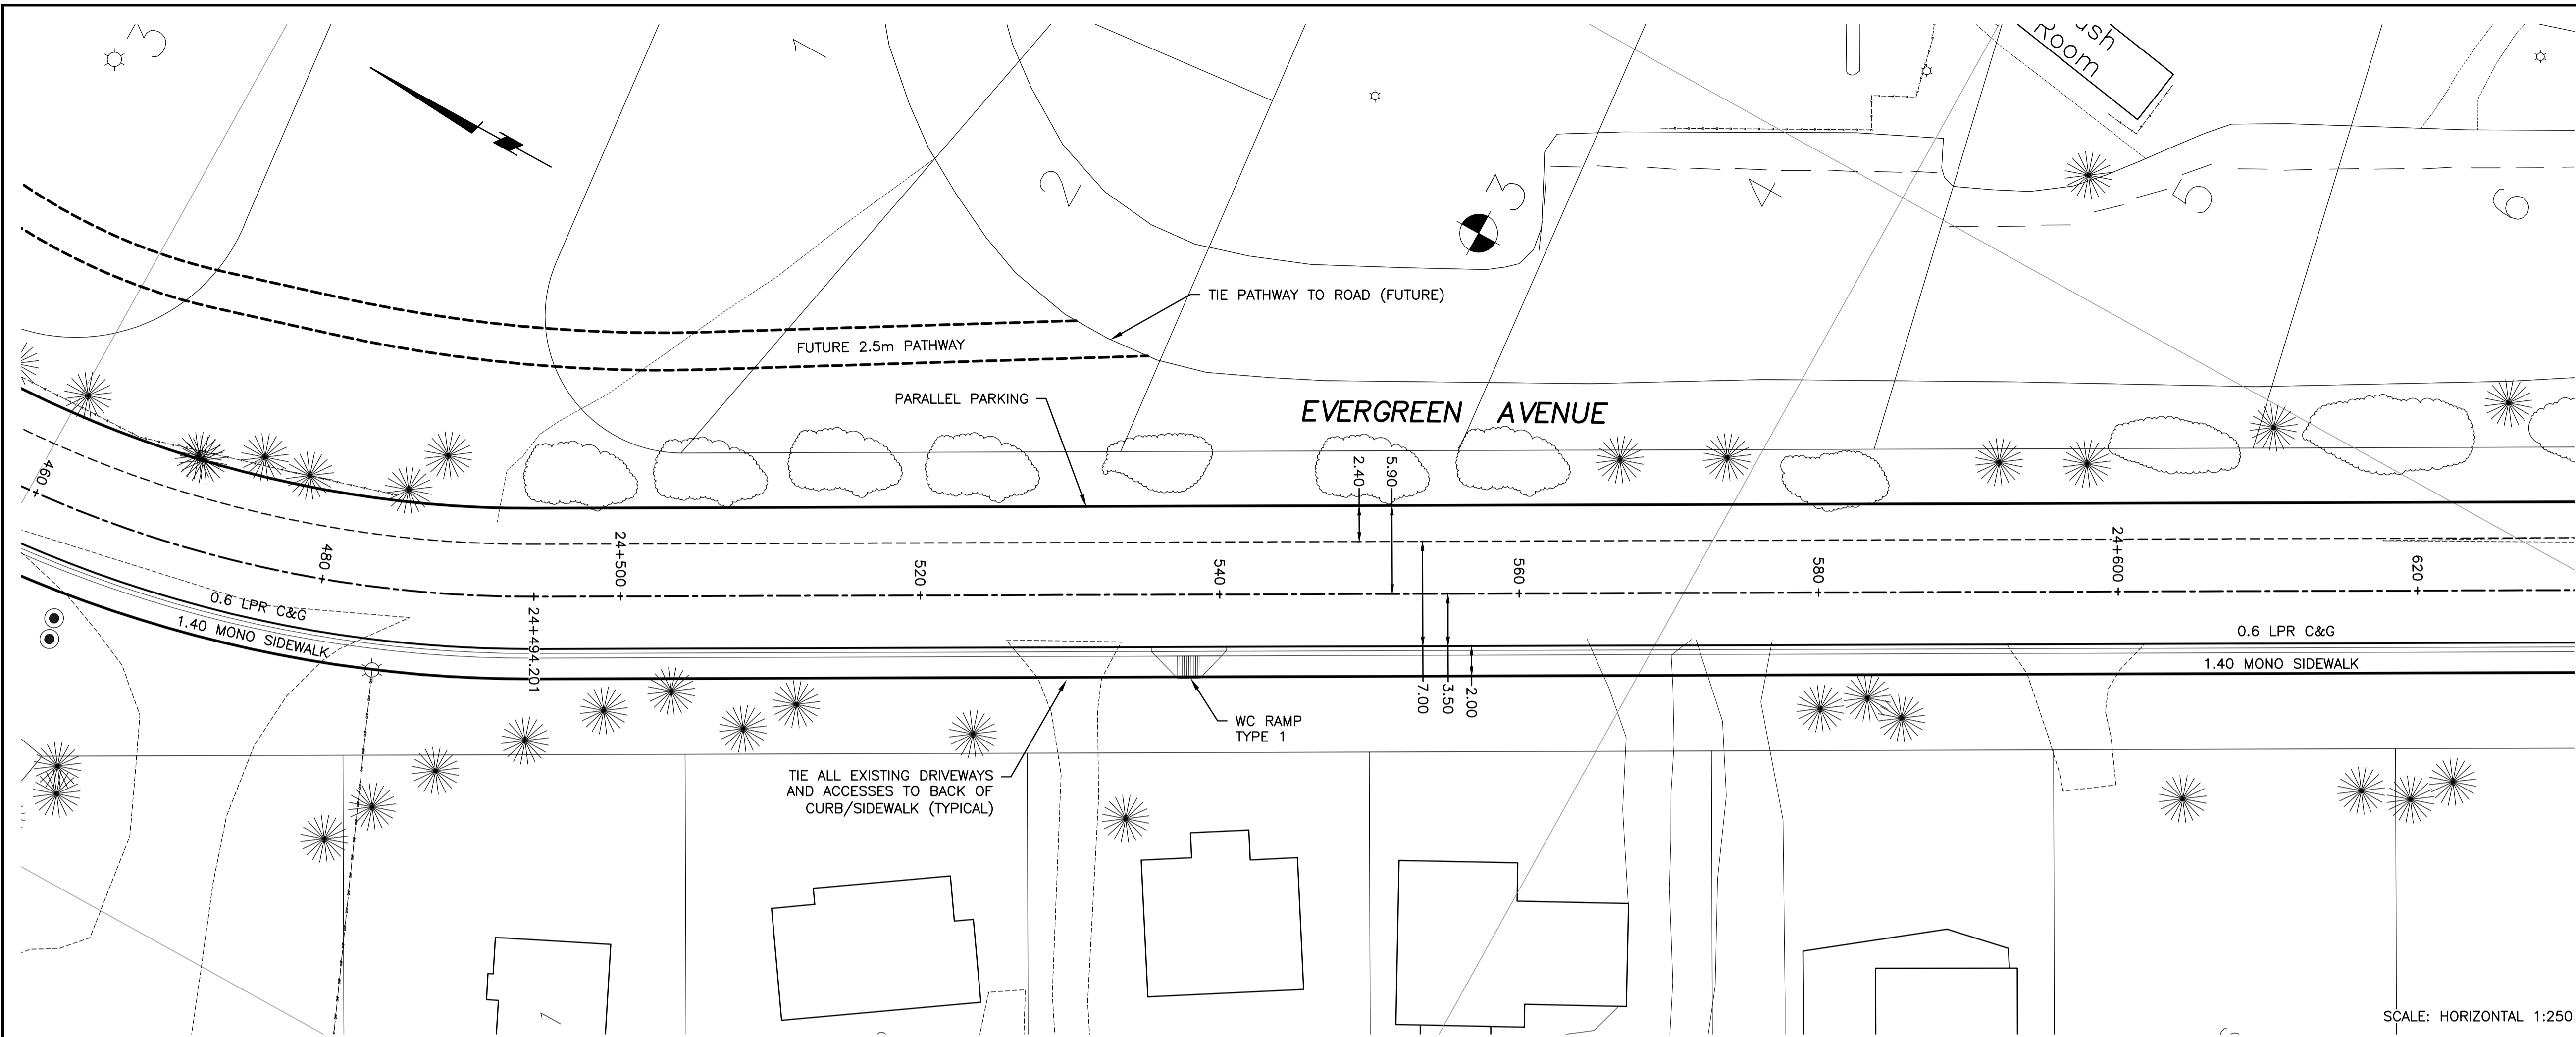 3
1
2
3
4
5
6
Room
TIE PATHWAY TO ROAD (FUTURE)
FUTURE 2.5m PATHWAY
PARALLEL PARKING
EVERGREEN AVENUE
2.40
5.90
460
480
24+500
520
540
560
580
24+600
620
24+494.201
0.6 LPR C&G
1.40 MONO SIDEWALK
0.6 LPR C&G
1.40 MONO SIDEWALK
7.00
3.50
2.00
WC RAMP
TYPE 1
TIE ALL EXISTING DRIVEWAYS
AND ACCESSES TO BACK OF
CURB/SIDEWALK (TYPICAL)
1
SCALE: HORIZONTAL 1:250